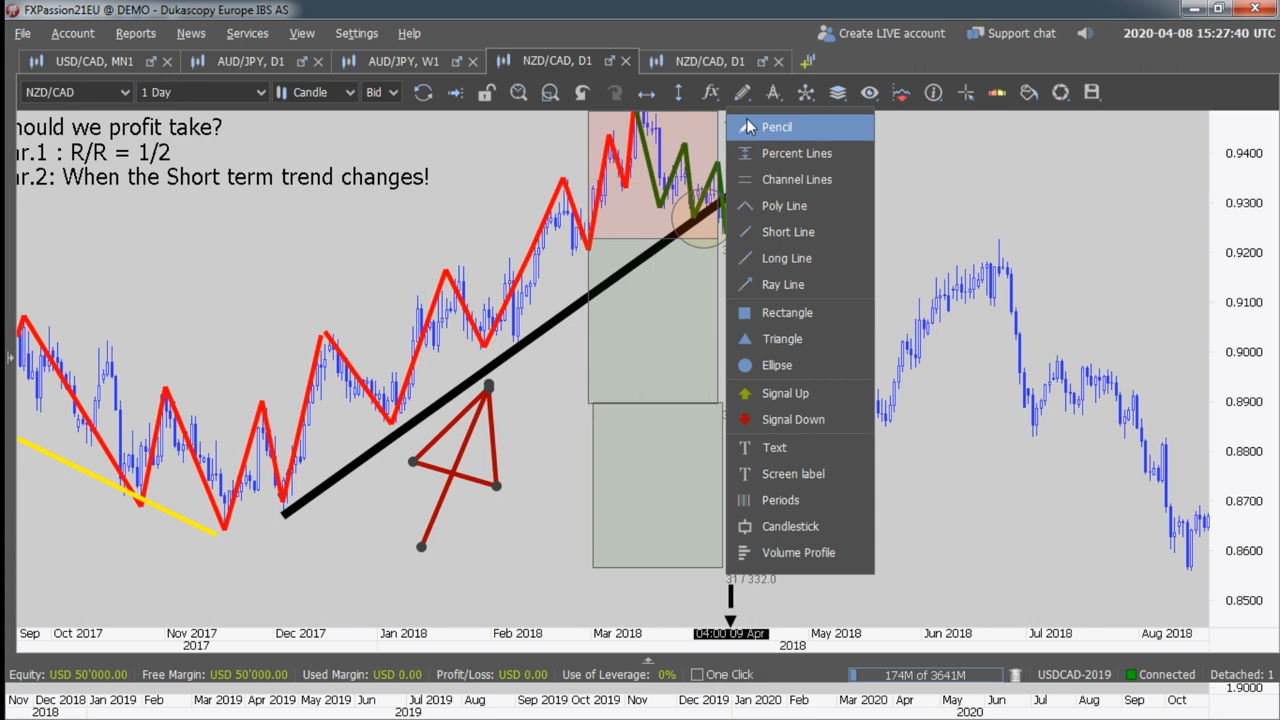 FXPassion21EU @ DEMO - Dukascopy Europe IBS AS
File Account Reports News Services View Settings Help
Create LIVE account Support chat 2020-04-08 15:27:40 UTC
USD/CAD, MN1 AUD/JPY, D1 AUD/JPY, W1 NZD/CAD, D1 NZD/CAD, D1
NZD/CAD 1 Day Candle Bid
hould we profit take?
nr.1 : R/R = 1/2
nr.2: When the Short term trend changes!
Pencil
Percent Lines
Channel Lines
Poly Line
Short Line
Long Line
Ray Line
Rectangle
Triangle
Ellipse
Signal Up
Signal Down
Text
Screen label
Periods
Candlestick
Volume Profile
31 / 332.0
0.9400
0.9300
0.9200
0.9100
0.9000
0.8900
0.8800
0.8700
0.8600
0.8500
Sep Oct 2017 Nov 2017 Dec 2017 Jan 2018 Feb 2018 Mar 2018 04:00 09 Apr May 2018 Jun 2018 Jul 2018 Aug 2018
2017 2018
Equity: USD 50'000.00 Free Margin: USD 50'000.00 Used Margin: USD 0.00 Profit/Loss: USD 0.00 Use of Leverage: 0% One Click 174M of 3641M USDCAD-2019 Connected Detached: 1
1.9000
Nov Dec 2018 Jan 2019 Feb Mar 2019 Apr 2019 May 2019 Jun Jul 2019 Aug Sep 2019 Oct 2019 Nov Dec 2019 Jan 2020 Feb Mar 2020 Apr May Jun Jul Aug Sep Oct
2018 2019 2020